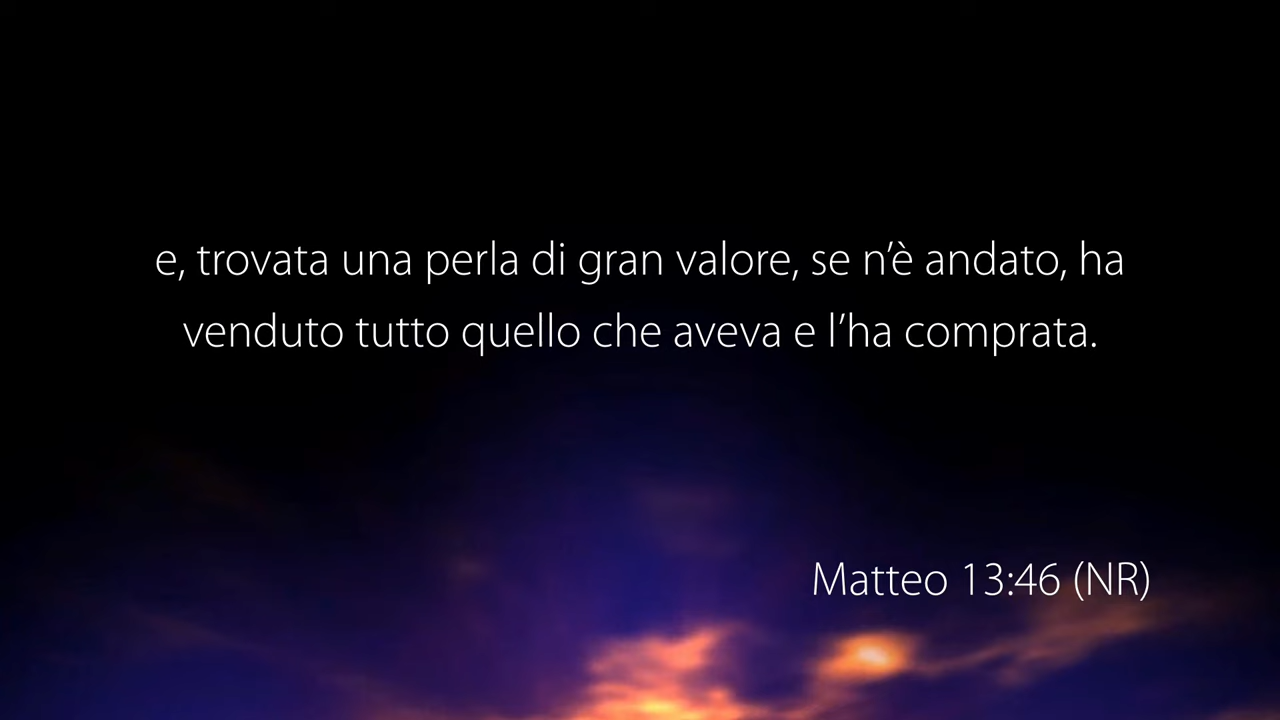 e, trovata una perla di gran valore, se n’è andato, ha
venduto tutto quello che aveva e l’ha comprata.
Matteo 13:46 (NR)